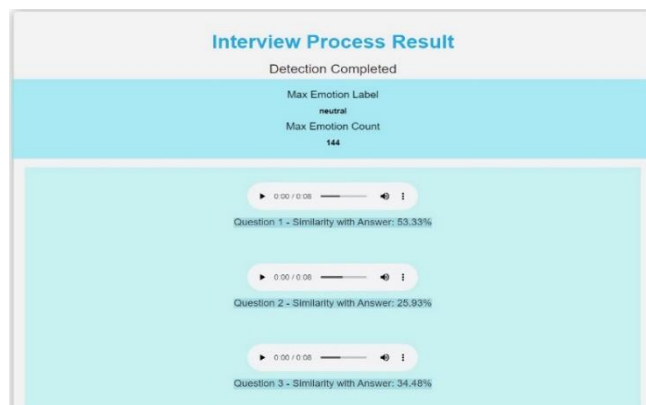 Interview Process Result
Detection Completed
Max Emotion Label
neutral
Max Emotion Count
144
0:00 / 0:08
Question 1 - Similarity with Answer: 53.33%
0:00 / 0:08
Question 2 - Similarity with Answer: 25.93%
0:00 / 0:08
Question 3 - Similarity with Answer: 34.48%